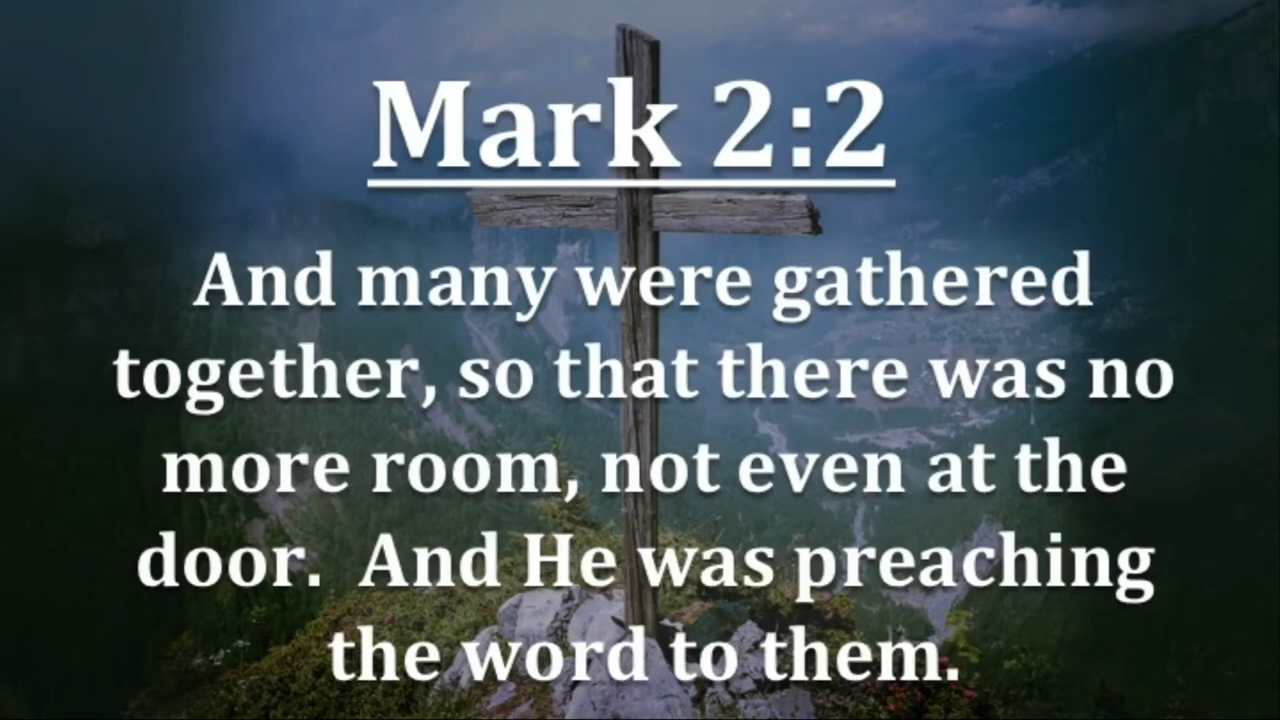 Mark 2:2
And many were gathered
together, so that there was no
more room, not even at the
door.  And He was preaching
the word to them.